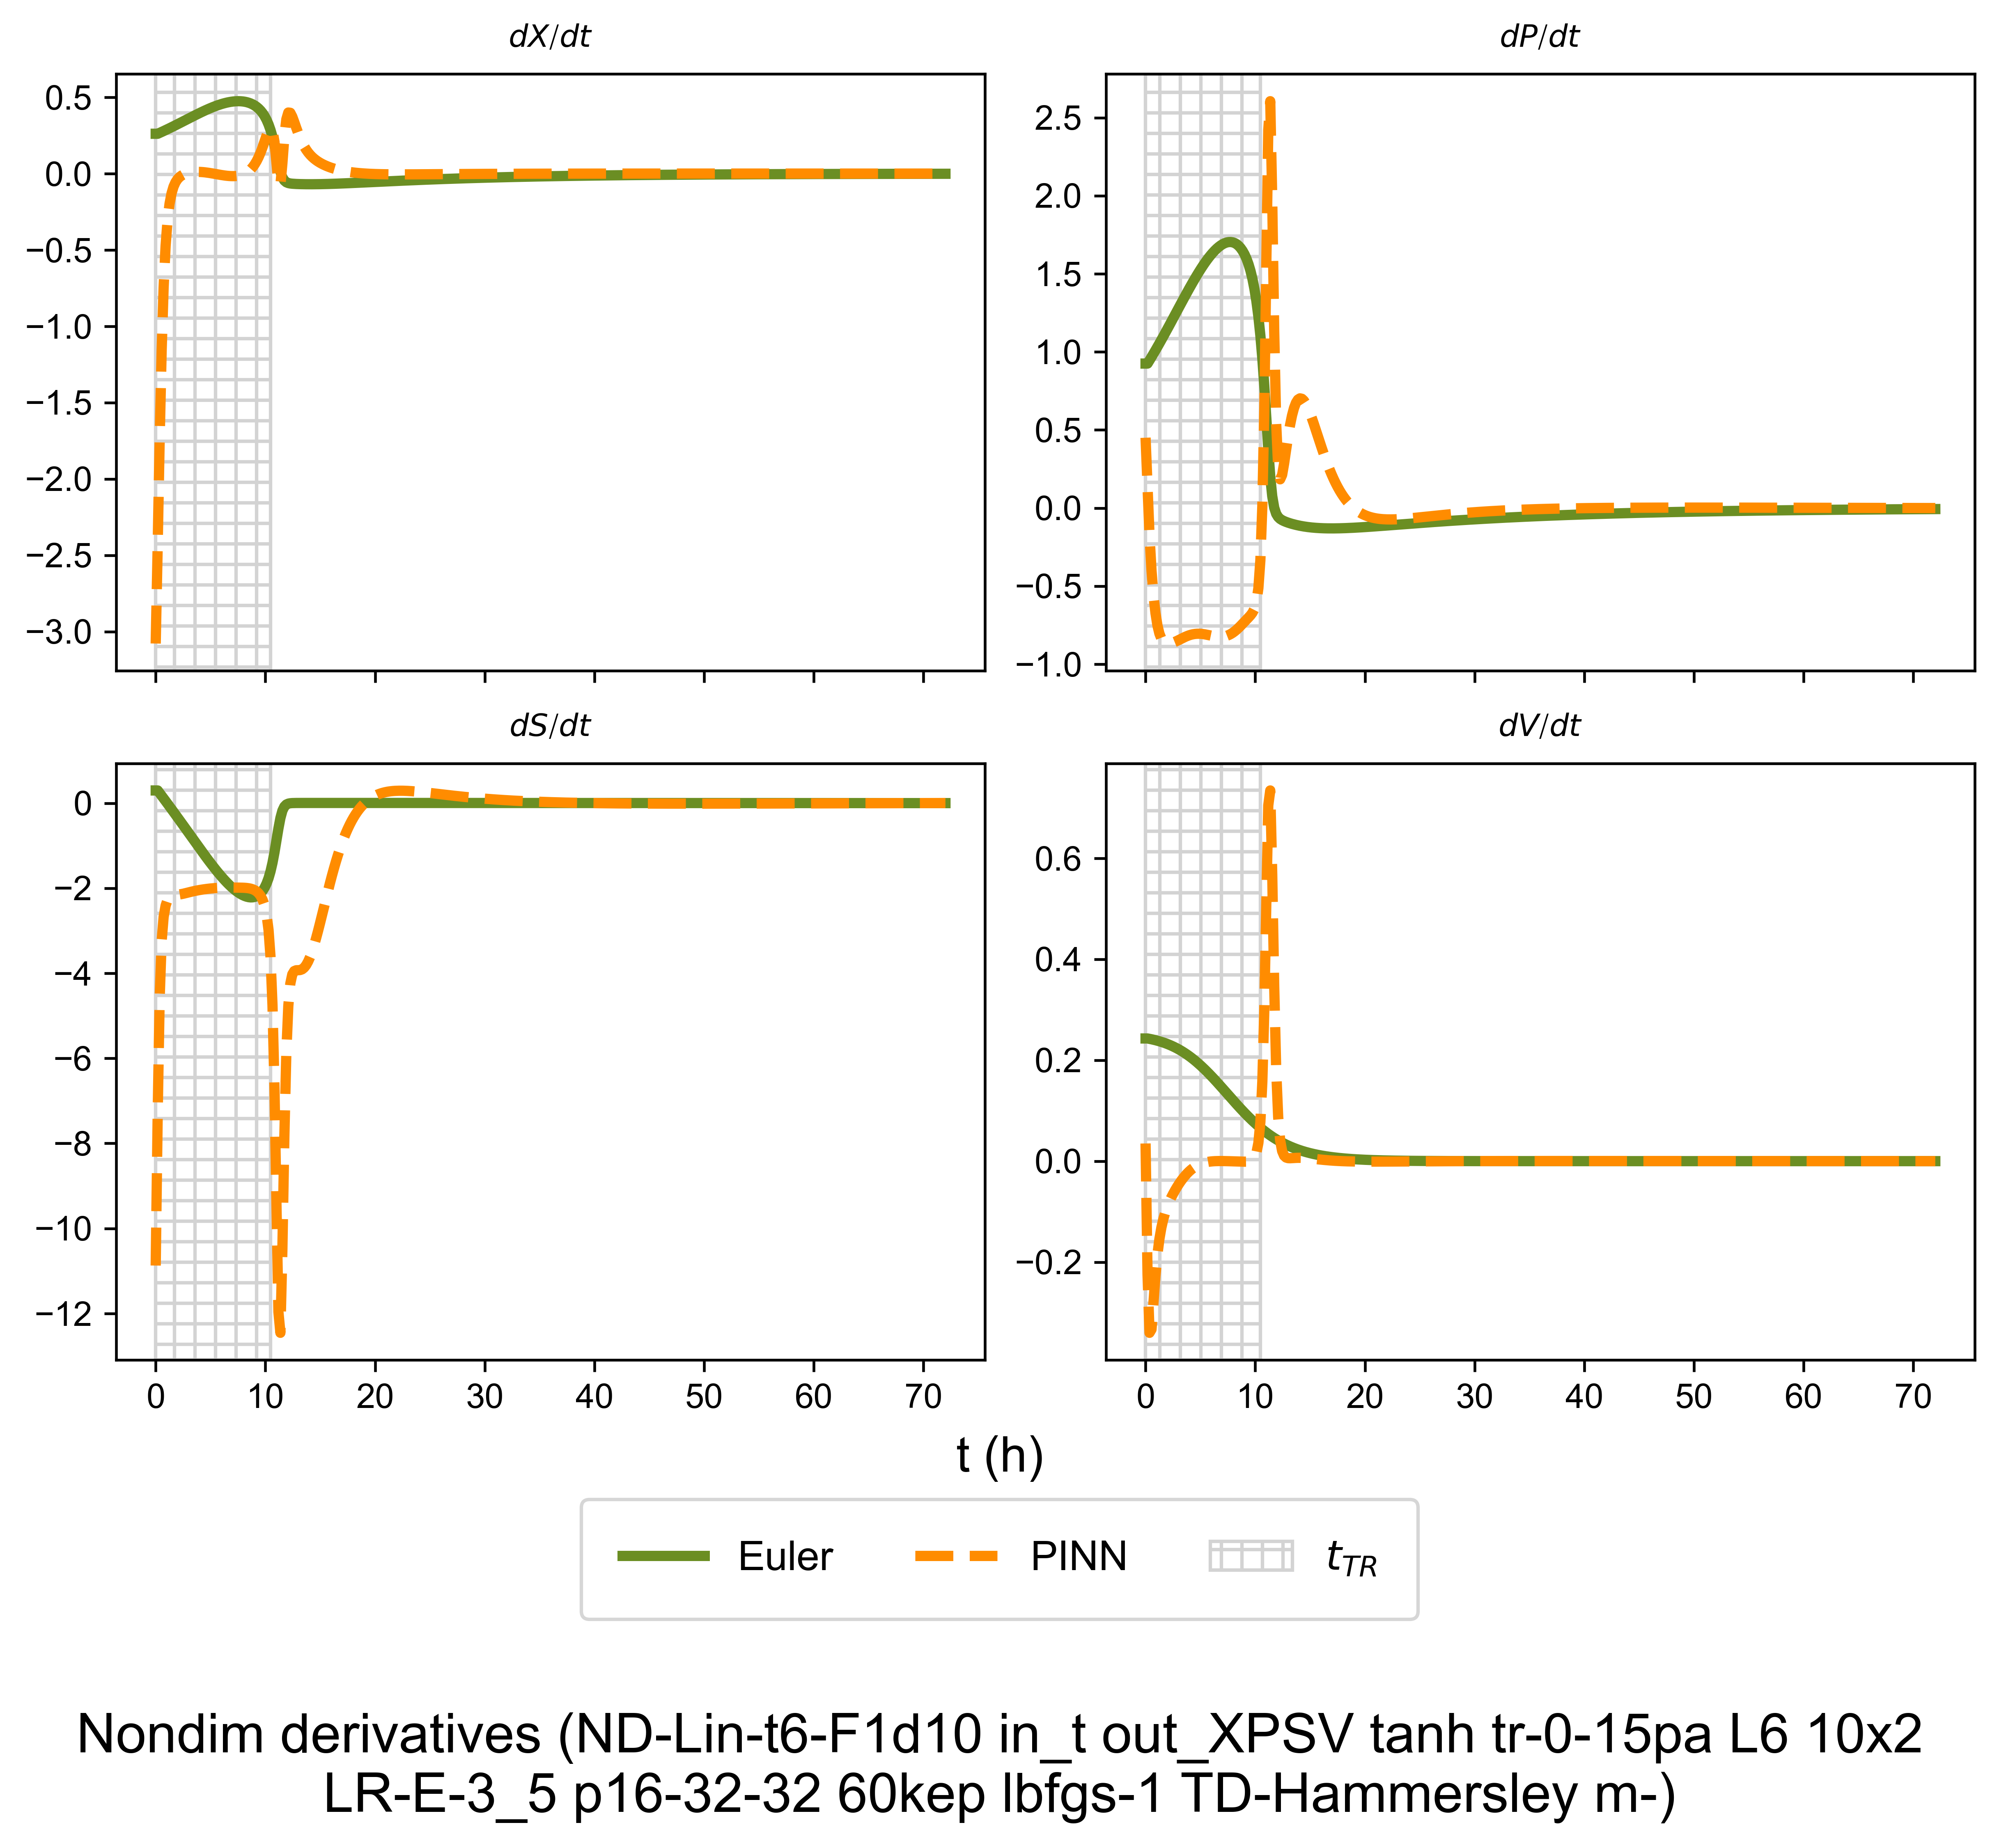 dX/dt
dP/dt
0.5
0.0
−0.5
−1.0
−1.5
−2.0
−2.5
−3.0
2.5
2.0
1.5
1.0
0.5
0.0
−0.5
−1.0
dS/dt
dV/dt
0
−2
−4
−6
−8
−10
−12
0.6
0.4
0.2
0.0
−0.2
0 10 20 30 40 50 60 70
0 10 20 30 40 50 60 70
t (h)
Euler PINN t_{TR}
Nondim derivatives (ND-Lin-t6-F1d10 in_t out_XPSV tanh tr-0-15pa L6 10x2
LR-E-3_5 p16-32-32 60kep lbfgs-1 TD-Hammersley m-)